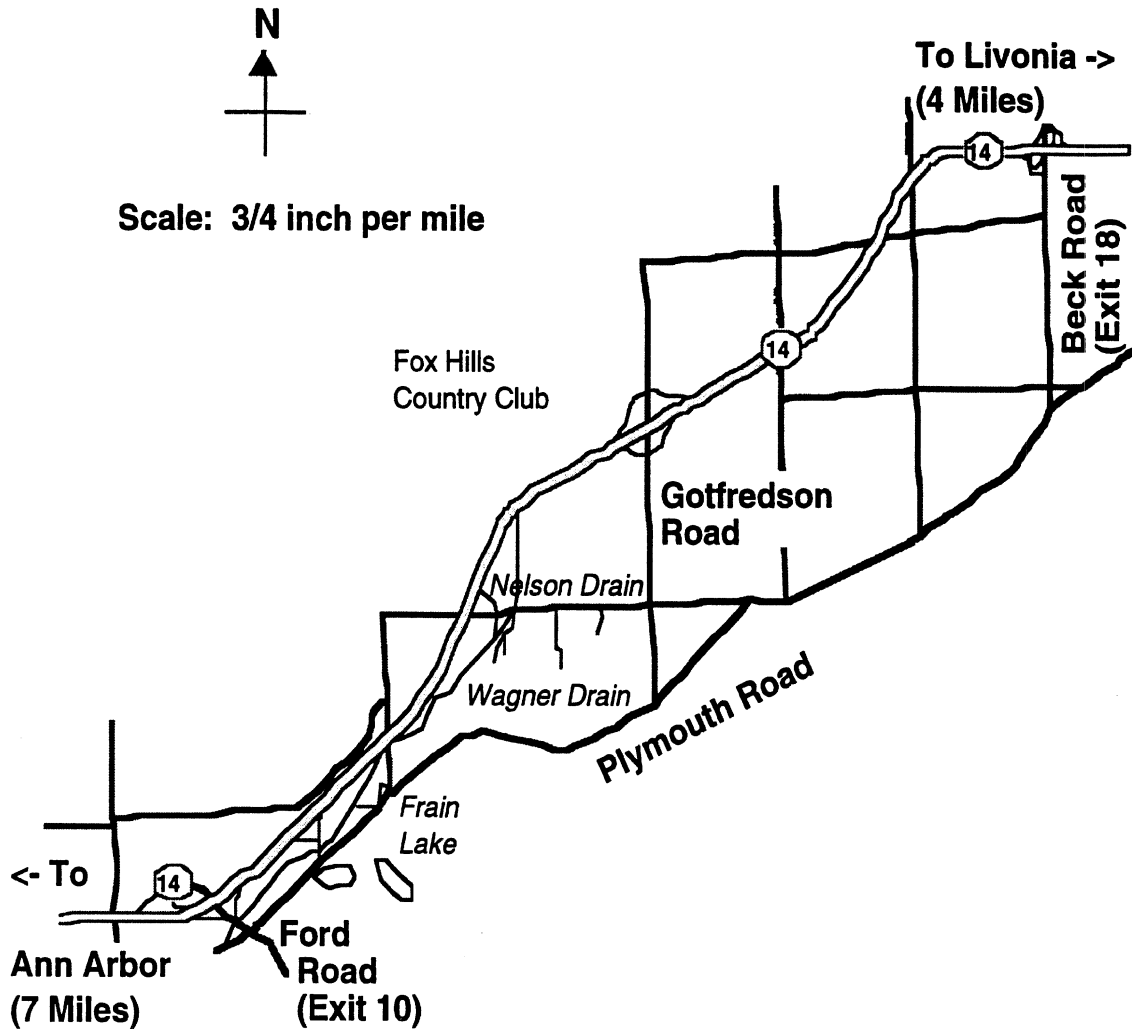 N
To Livonia ->
(4 Miles)
14
Scale: 3/4 inch per mile
Beck Road
(Exit 18)
14
Fox Hills
Country Club
Gotfredson
Road
Nelson Drain
Wagner Drain
Plymouth Road
Frain
Lake
<- To
14
Ann Arbor
(7 Miles)
Ford
Road
(Exit 10)